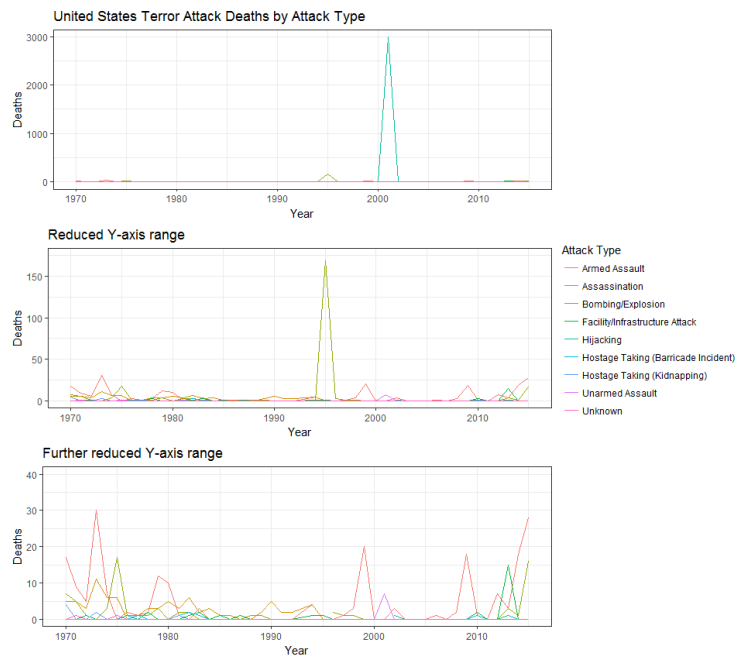 United States Terror Attack Deaths by Attack Type
3000
2000
1000
0
Deaths
1970 1980 1990 2000 2010
Year
Reduced Y-axis range
150
100
50
0
Deaths
1970 1980 1990 2000 2010
Year
Attack Type
Armed Assault
Assassination
Bombing/Explosion
Facility/Infrastructure Attack
Hijacking
Hostage Taking (Barricade Incident)
Hostage Taking (Kidnapping)
Unarmed Assault
Unknown
Further reduced Y-axis range
40
30
20
10
0
Deaths
1970 1980 1990 2000 2010
Year